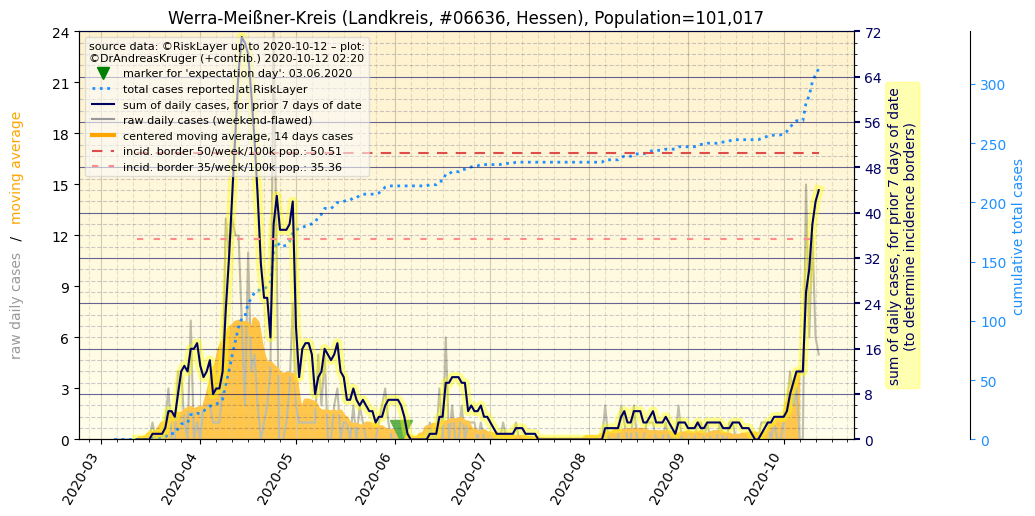 Werra-Meißner-Kreis (Landkreis, #06636, Hessen), Population=101,017
source data: ©RiskLayer up to 2020-10-12 – plot:
©DrAndreasKruger (+contrib.) 2020-10-12 02:20
marker for 'expectation day': 03.06.2020
total cases reported at RiskLayer
sum of daily cases, for prior 7 days of date
raw daily cases (weekend-flawed)
centered moving average, 14 days cases
incid. border 50/week/100k pop.: 50.51
incid. border 35/week/100k pop.: 35.36
raw daily cases / moving average
24
21
18
15
12
9
6
3
0
72
64
56
48
40
32
24
16
8
0
sum of daily cases, for prior 7 days of date
(to determine incidence borders)
300
250
200
150
100
50
0
cumulative total cases
2020-03
2020-04
2020-05
2020-06
2020-07
2020-08
2020-09
2020-10